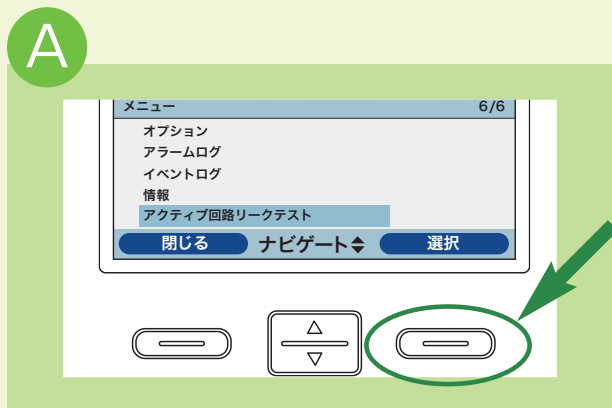 A
メニュー 6/6
オプション
アラームログ
イベントログ
情報
アクティブ回路リークテスト
閉じる ナビゲート 選択